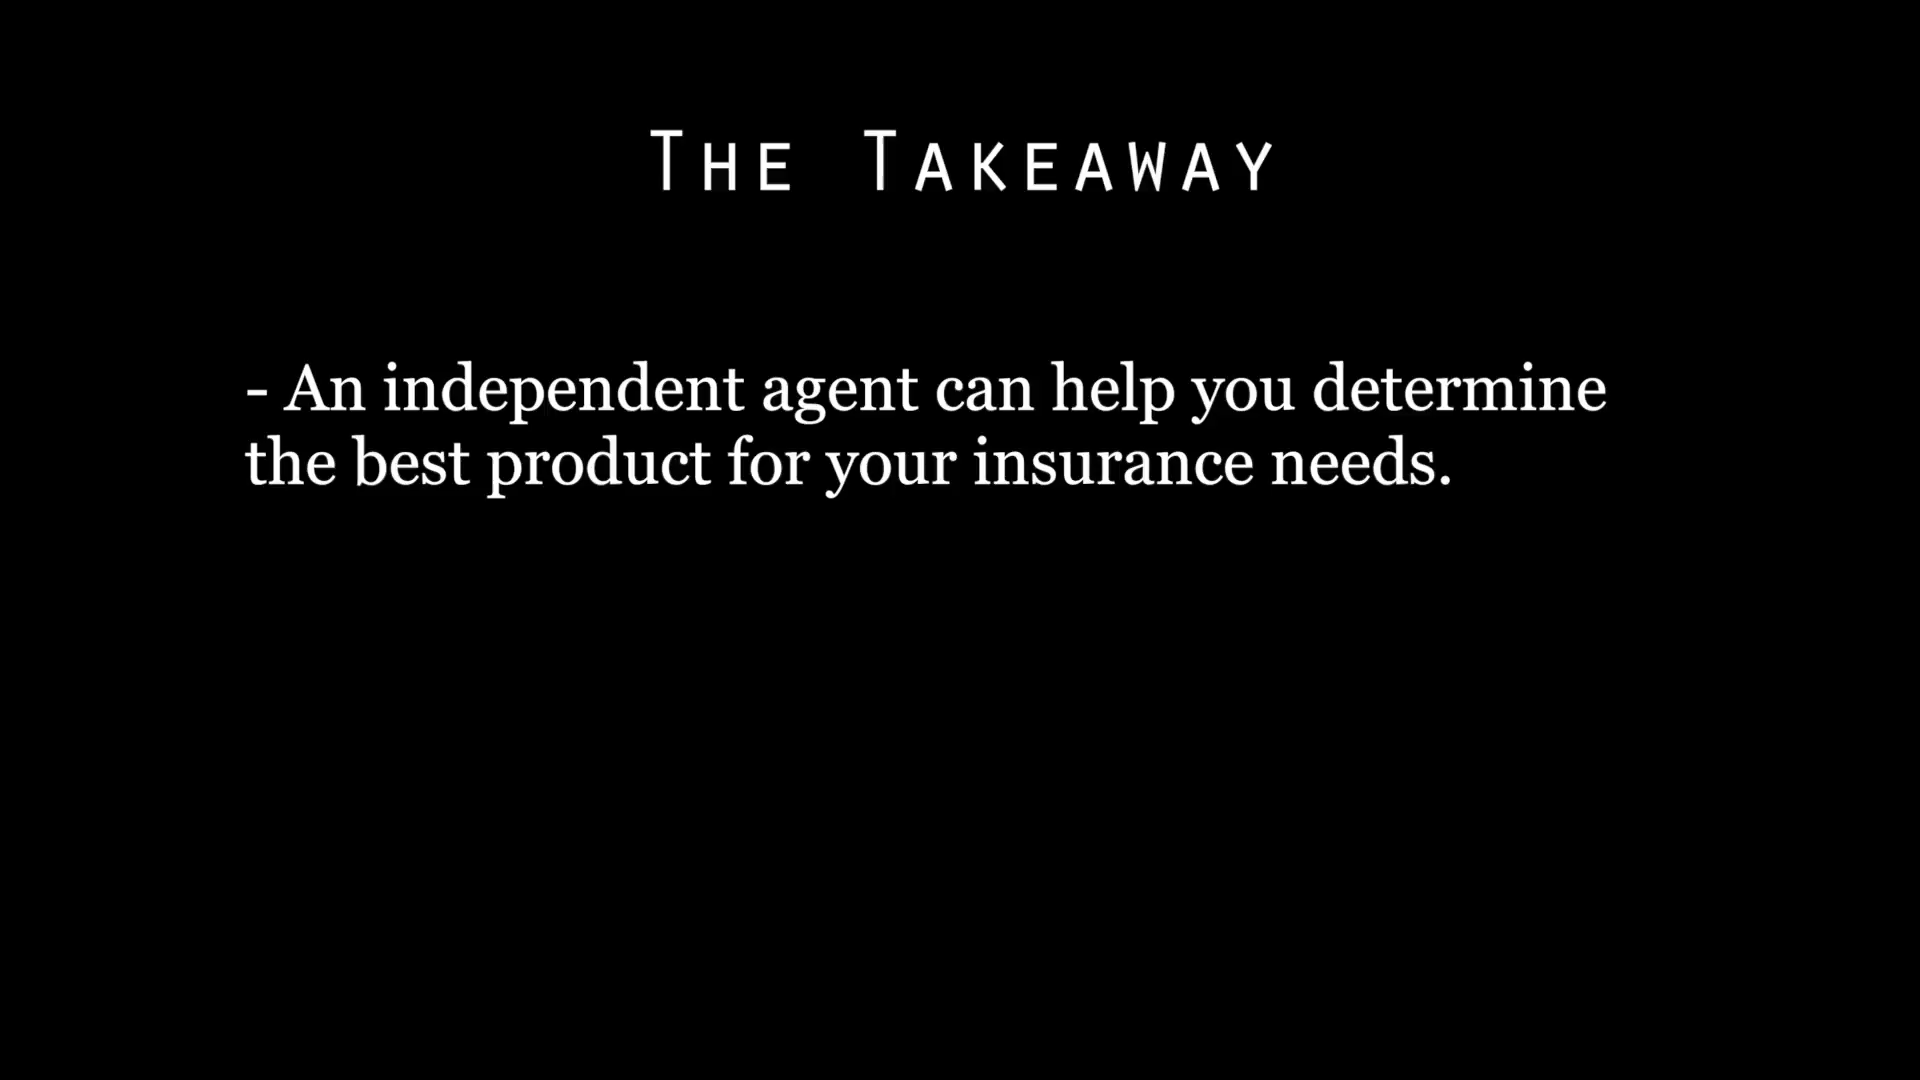 The Takeaway
- An independent agent can help you determine
the best product for your insurance needs.